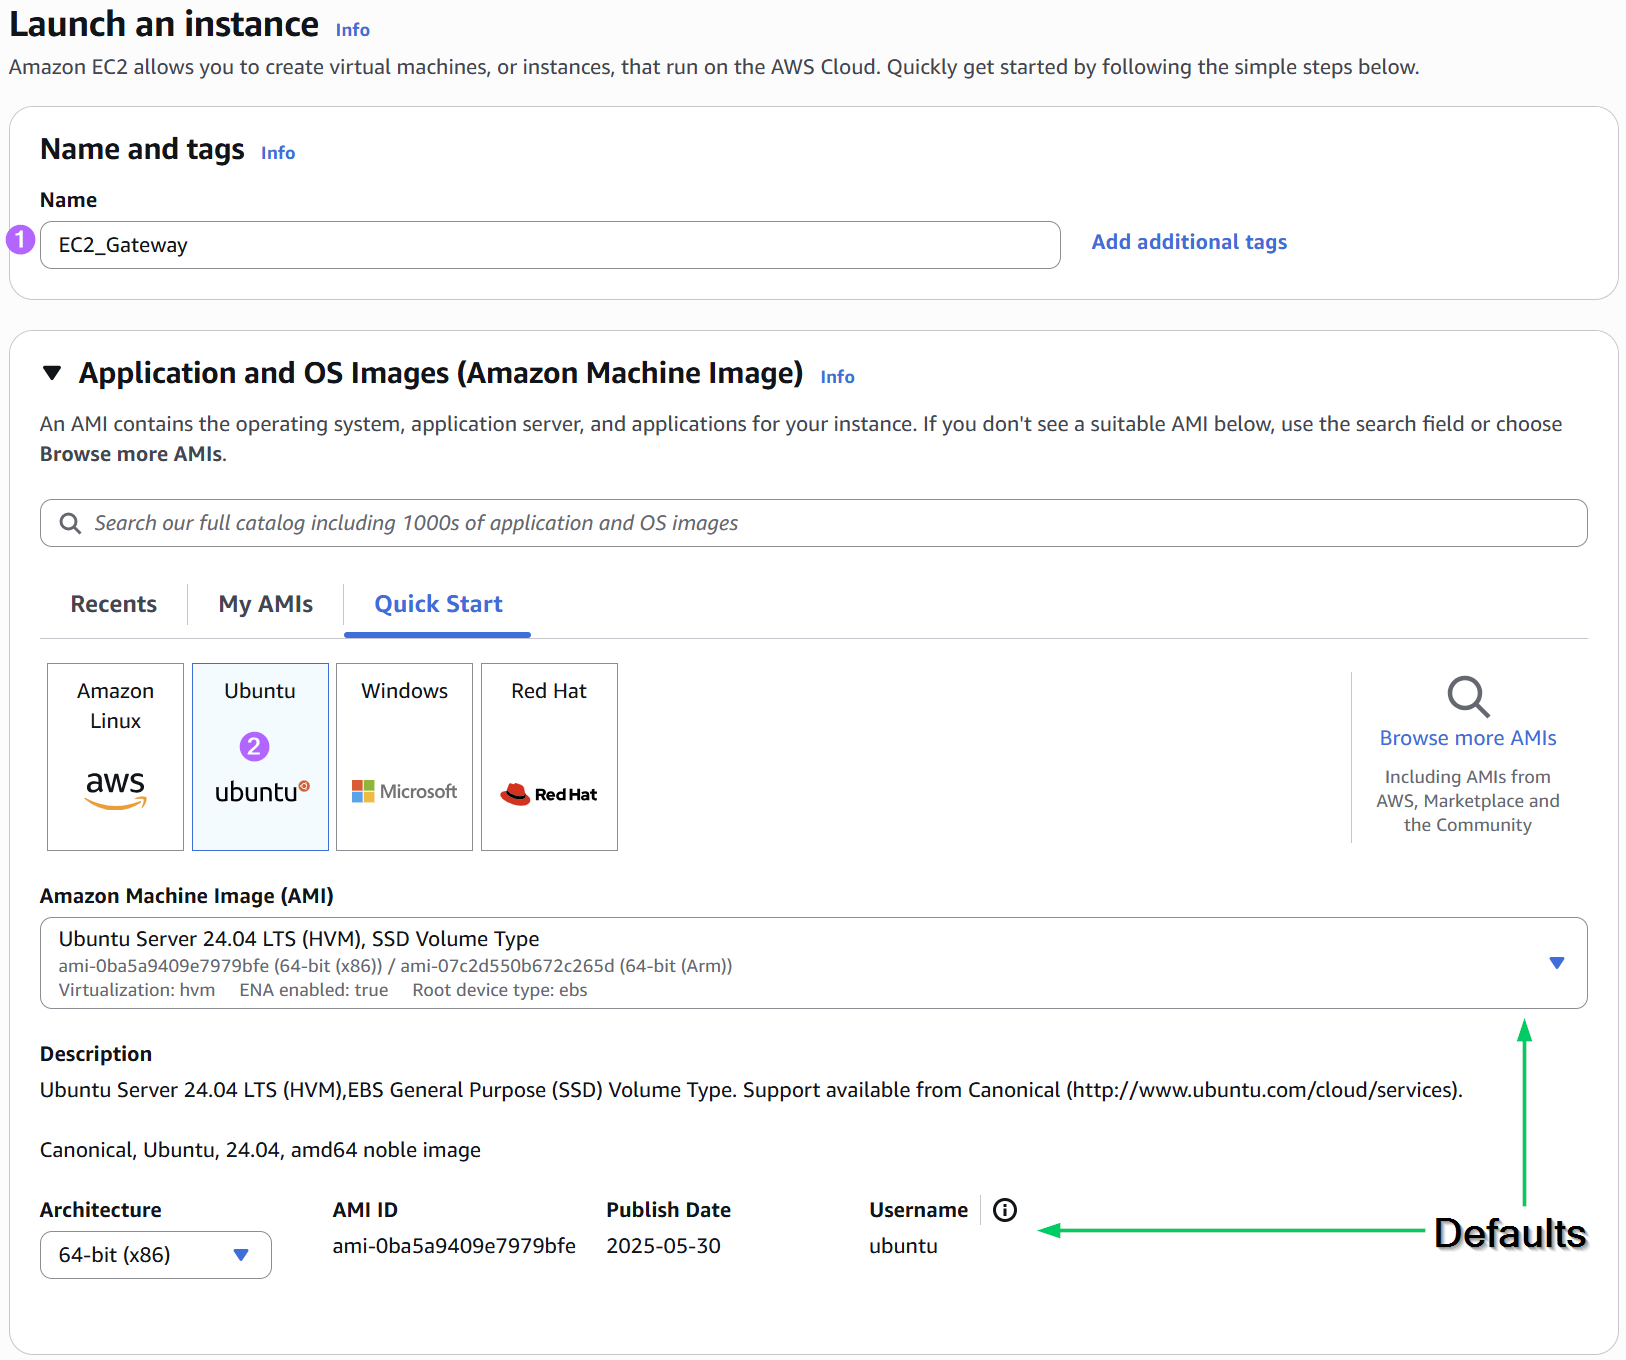 Launch an instance Info
Amazon EC2 allows you to create virtual machines, or instances, that run on the AWS Cloud. Quickly get started by following the simple steps below.
Name and tags Info
Name
1
EC2_Gateway
Add additional tags
Application and OS Images (Amazon Machine Image) Info
An AMI contains the operating system, application server, and applications for your instance. If you don't see a suitable AMI below, use the search field or choose
Browse more AMIs.
Search our full catalog including 1000s of application and OS images
Recents My AMIs Quick Start
Amazon
Linux
aws
Ubuntu
2
ubuntu
Windows
Microsoft
Red Hat
Red Hat
Browse more AMIs
Including AMIs from
AWS, Marketplace and
the Community
Amazon Machine Image (AMI)
Ubuntu Server 24.04 LTS (HVM), SSD Volume Type
ami-0ba5a9409e7979bfe (64-bit (x86)) / ami-07c2d550b672c265d (64-bit (Arm))
Virtualization: hvm ENA enabled: true Root device type: ebs
Description
Ubuntu Server 24.04 LTS (HVM),EBS General Purpose (SSD) Volume Type. Support available from Canonical (http://www.ubuntu.com/cloud/services).
Canonical, Ubuntu, 24.04, amd64 noble image
Architecture AMI ID Publish Date Username
64-bit (x86) ami-0ba5a9409e7979bfe 2025-05-30 ubuntu
Defaults